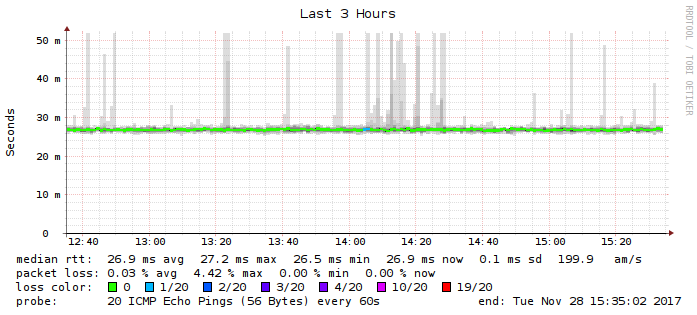 Last 3 Hours
RRDTOOL / TOBI OETIKER
Seconds
50 m
40 m
30 m
20 m
10 m
0
12:40 13:00 13:20 13:40 14:00 14:20 14:40 15:00 15:20
median rtt: 26.9 ms avg 27.2 ms max 26.5 ms min 26.9 ms now 0.1 ms sd 199.9 am/s
packet loss: 0.03 % avg 4.42 % max 0.00 % min 0.00 % now
loss color: 0 1/20 2/20 3/20 4/20 10/20 19/20
probe: 20 ICMP Echo Pings (56 Bytes) every 60s end: Tue Nov 28 15:35:02 2017